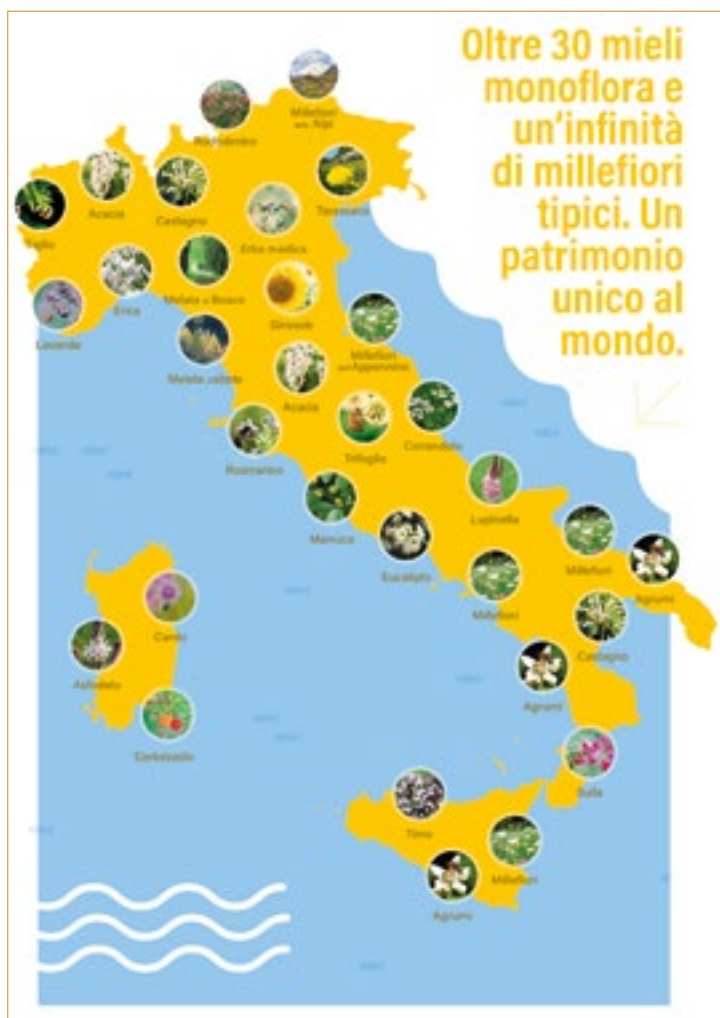 Oltre 30 mieli
monoflora e
un'infinità
di millefiori
tipici. Un
patrimonio
unico al
mondo.
Millefiori
delle Alpi
Rododendro
Acacia
Castagno
Tarassaco
Tiglio
Erba medica
Erica
Melata di Bosco
Lavanda
Girasole
Melata abete
Millefiori
dell'Appennino
Acacia
Coriandolo
Trifoglio
Rosmarino
Lupinella
Marruca
Eucalipto
Millefiori
Millefiori
Agrumi
Cardo
Castagno
Asfodelo
Agrumi
Corbezzolo
Sulla
Timo
Millefiori
Agrumi